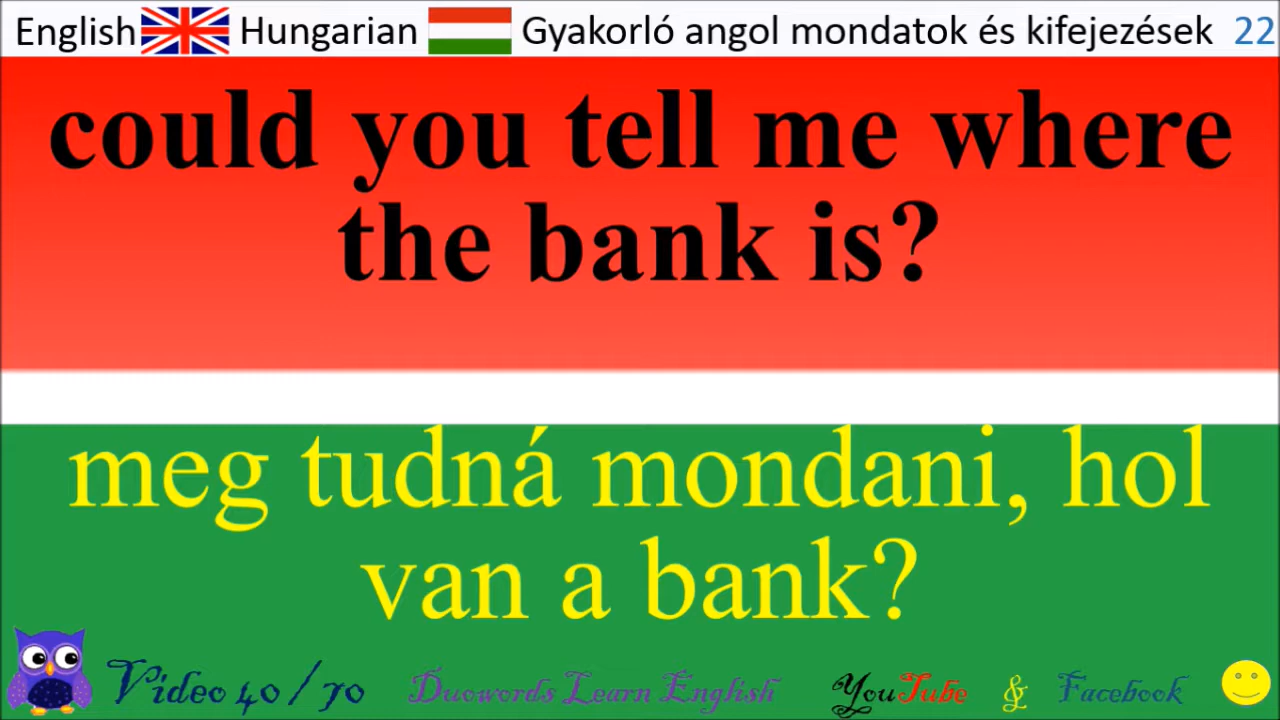 English Hungarian Gyakorló angol mondatok és kifejezések 22
could you tell me where
the bank is?
meg tudná mondani, hol
van a bank?
Video 40/70 Duowords Learn English YouTube & Facebook